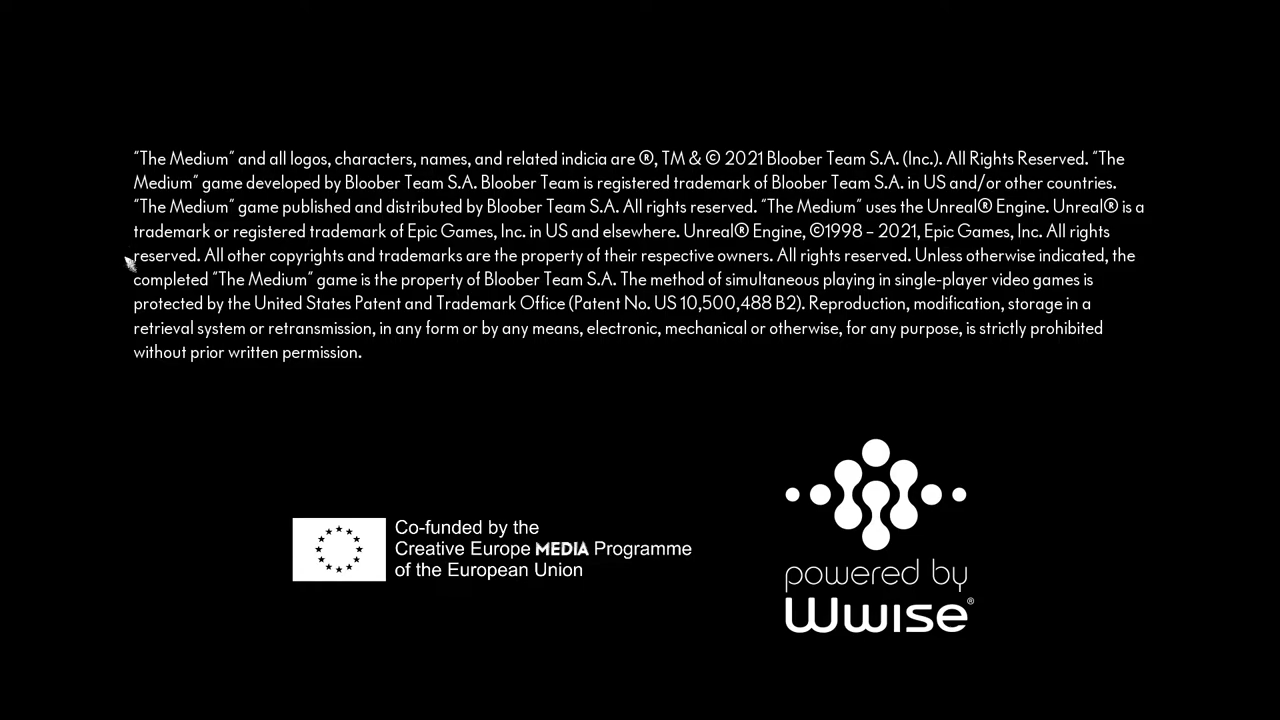 "The Medium" and all logos, characters, names, and related indicia are ®, TM & © 2021 Bloober Team S.A. (Inc.). All Rights Reserved. "The
Medium" game developed by Bloober Team S.A. Bloober Team is registered trademark of Bloober Team S.A. in US and/or other countries.
"The Medium" game published and distributed by Bloober Team S.A. All rights reserved. "The Medium" uses the Unreal® Engine. Unreal® is a
trademark or registered trademark of Epic Games, Inc. in US and elsewhere. Unreal® Engine, ©1998 – 2021, Epic Games, Inc. All rights
reserved. All other copyrights and trademarks are the property of their respective owners. All rights reserved. Unless otherwise indicated, the
completed "The Medium" game is the property of Bloober Team S.A. The method of simultaneous playing in single-player video games is
protected by the United States Patent and Trademark Office (Patent No. US 10,500,488 B2). Reproduction, modification, storage in a
retrieval system or retransmission, in any form or by any means, electronic, mechanical or otherwise, for any purpose, is strictly prohibited
without prior written permission.
Co-funded by the
Creative Europe MEDIA Programme
of the European Union
powered by
Wwise®